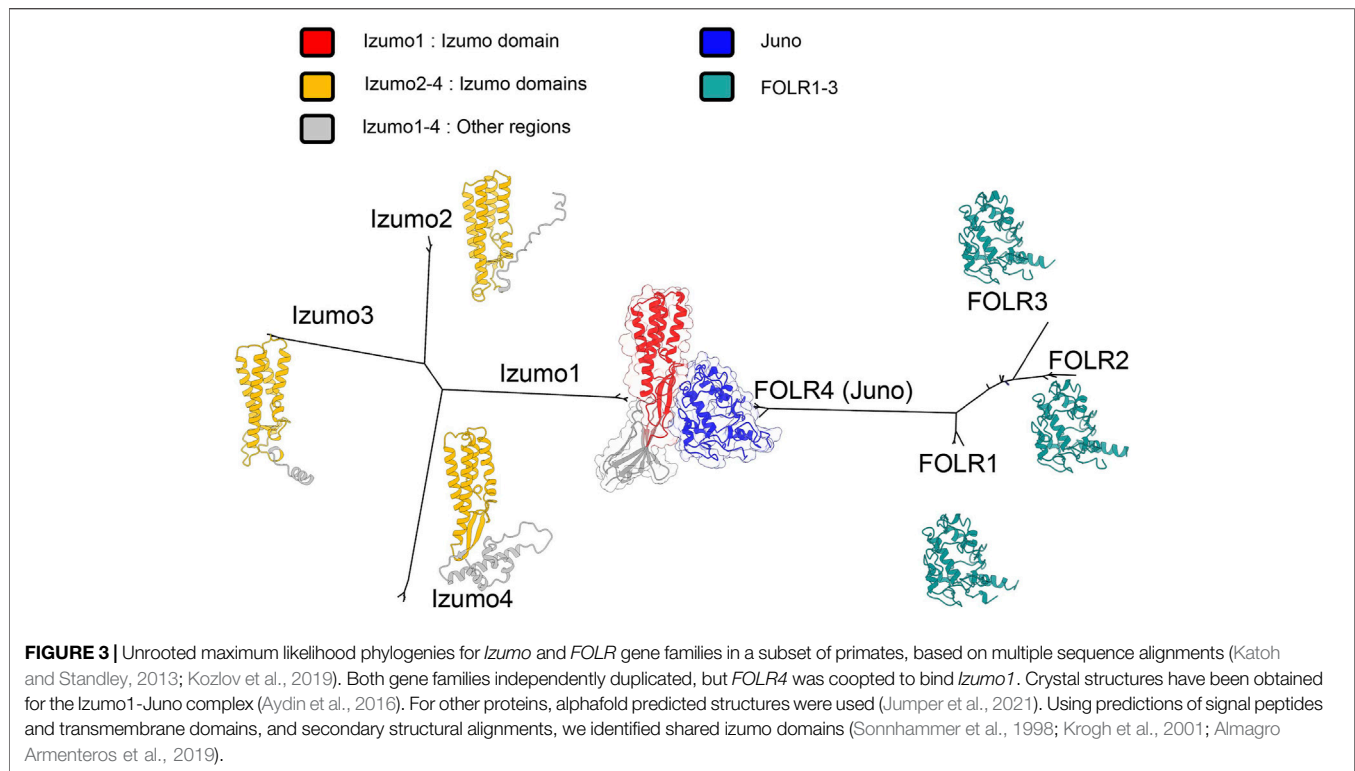 Izumo1 : Izumo domain
Juno
Izumo2-4 : Izumo domains
FOLR1-3
Izumo1-4 : Other regions
Izumo2
Izumo3
FOLR3
Izumo1
FOLR4 (Juno)
FOLR2
FOLR1
Izumo4
FIGURE 3 | Unrooted maximum likelihood phylogenies for Izumo and FOLR gene families in a subset of primates, based on multiple sequence alignments (Katoh
and Standley, 2013; Kozlov et al., 2019). Both gene families independently duplicated, but FOLR4 was coopted to bind Izumo1. Crystal structures have been obtained
for the Izumo1-Juno complex (Aydin et al., 2016). For other proteins, alphafold predicted structures were used (Jumper et al., 2021). Using predictions of signal peptides
and transmembrane domains, and secondary structural alignments, we identified shared izumo domains (Sonnhammer et al., 1998; Krogh et al., 2001; Almagro
Armenteros et al., 2019).